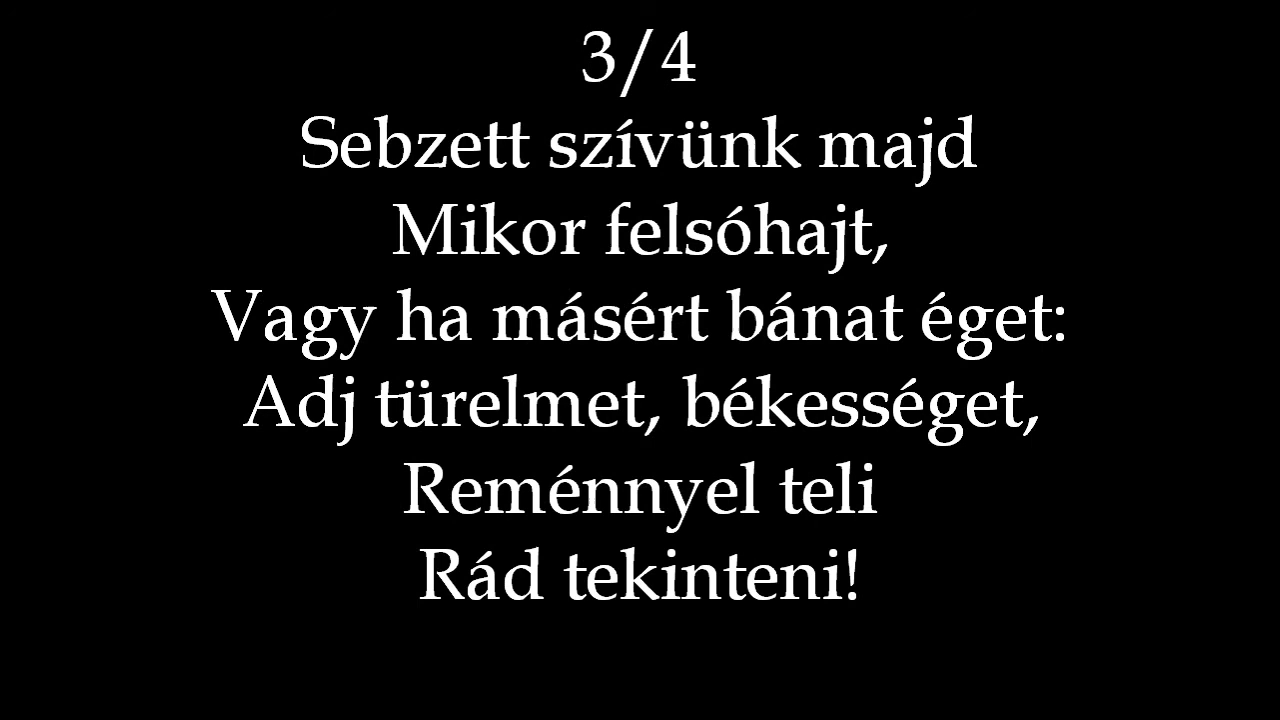 3/4
Sebzett szívünk majd
Mikor felsóhajt,
Vagy ha másért bánat éget:
Adj türelmet, békességet,
Reménnyel teli
Rád tekinteni!